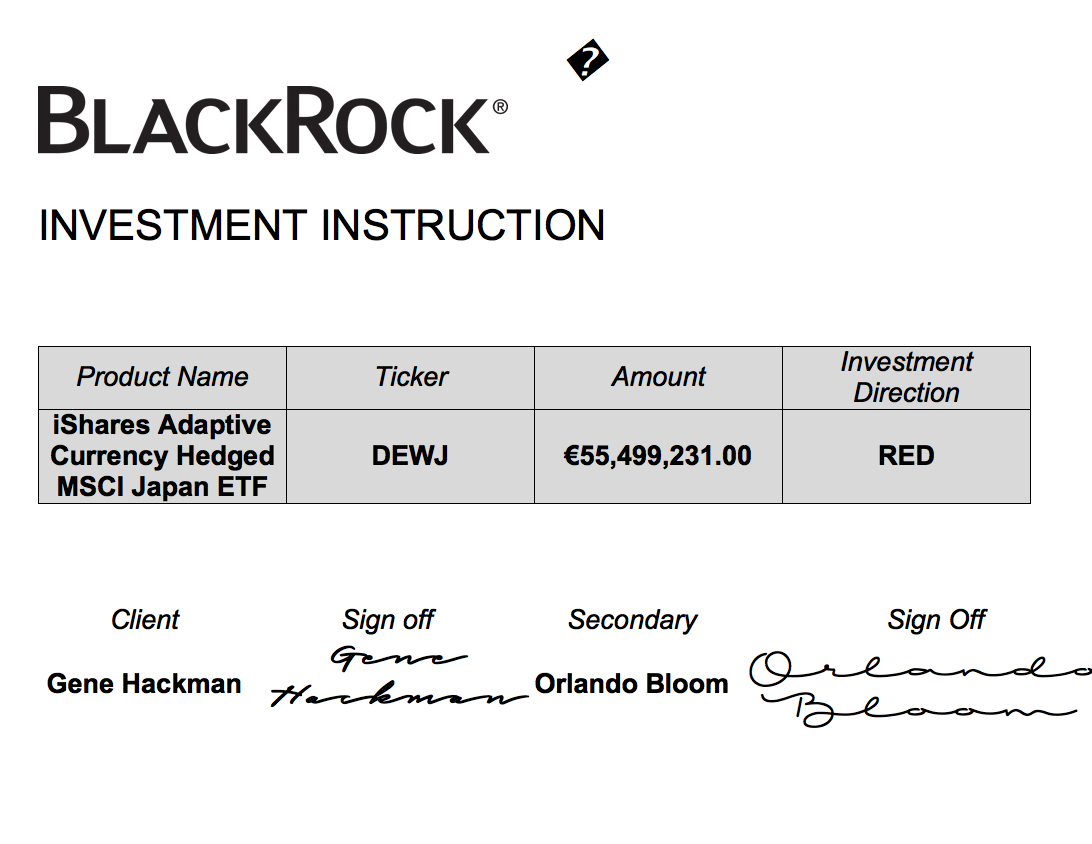 �
BLACKROCK®
INVESTMENT INSTRUCTION
Product Name Ticker Amount Investment Direction
iShares Adaptive Currency Hedged MSCI Japan ETF DEWJ €55,499,231.00 RED
Client Sign off Secondary Sign Off
Gene Hackman Gene Hackman Orlando Bloom Orlando Bloom